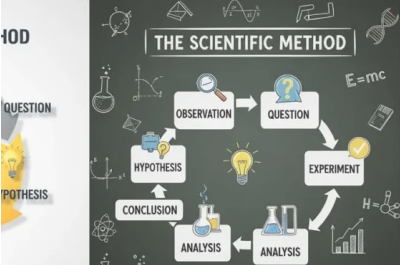 HOD
QUESTION
YPOTHESIS
THE SCIENTIFIC METHOD
E=mc
OBSERVATION
QUESTION
HYPOTHESIS
EXPERIMENT
CONCLUSION
ANALYSIS
ANALYSIS